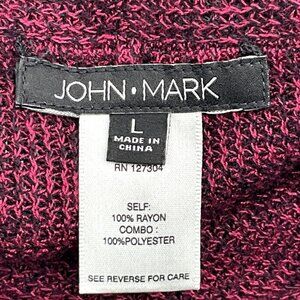 JOHN • MARK
L
MADE IN
CHINA
RN 127304
SELF:
100% RAYON
COMBO :
100%POLYESTER
SEE REVERSE FOR CARE